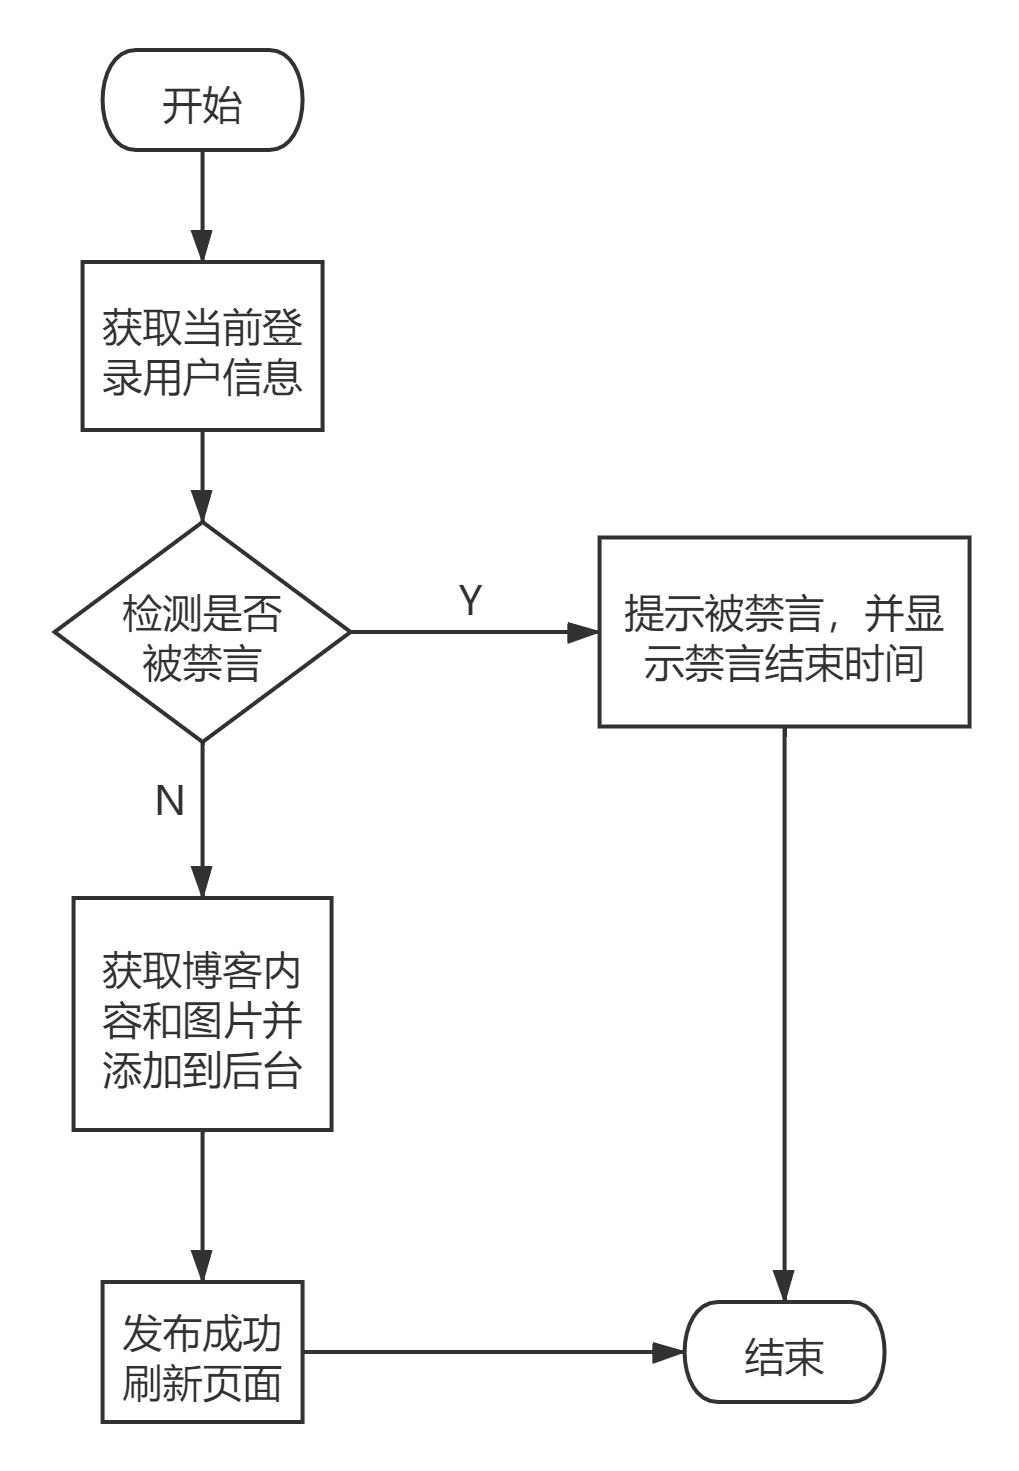 开始
获取当前登
录用户信息
检测是否
被禁言
Y
提示被禁言，并显
示禁言结束时间
N
获取博客内
容和图片并
添加到后台
发布成功
刷新页面
结束